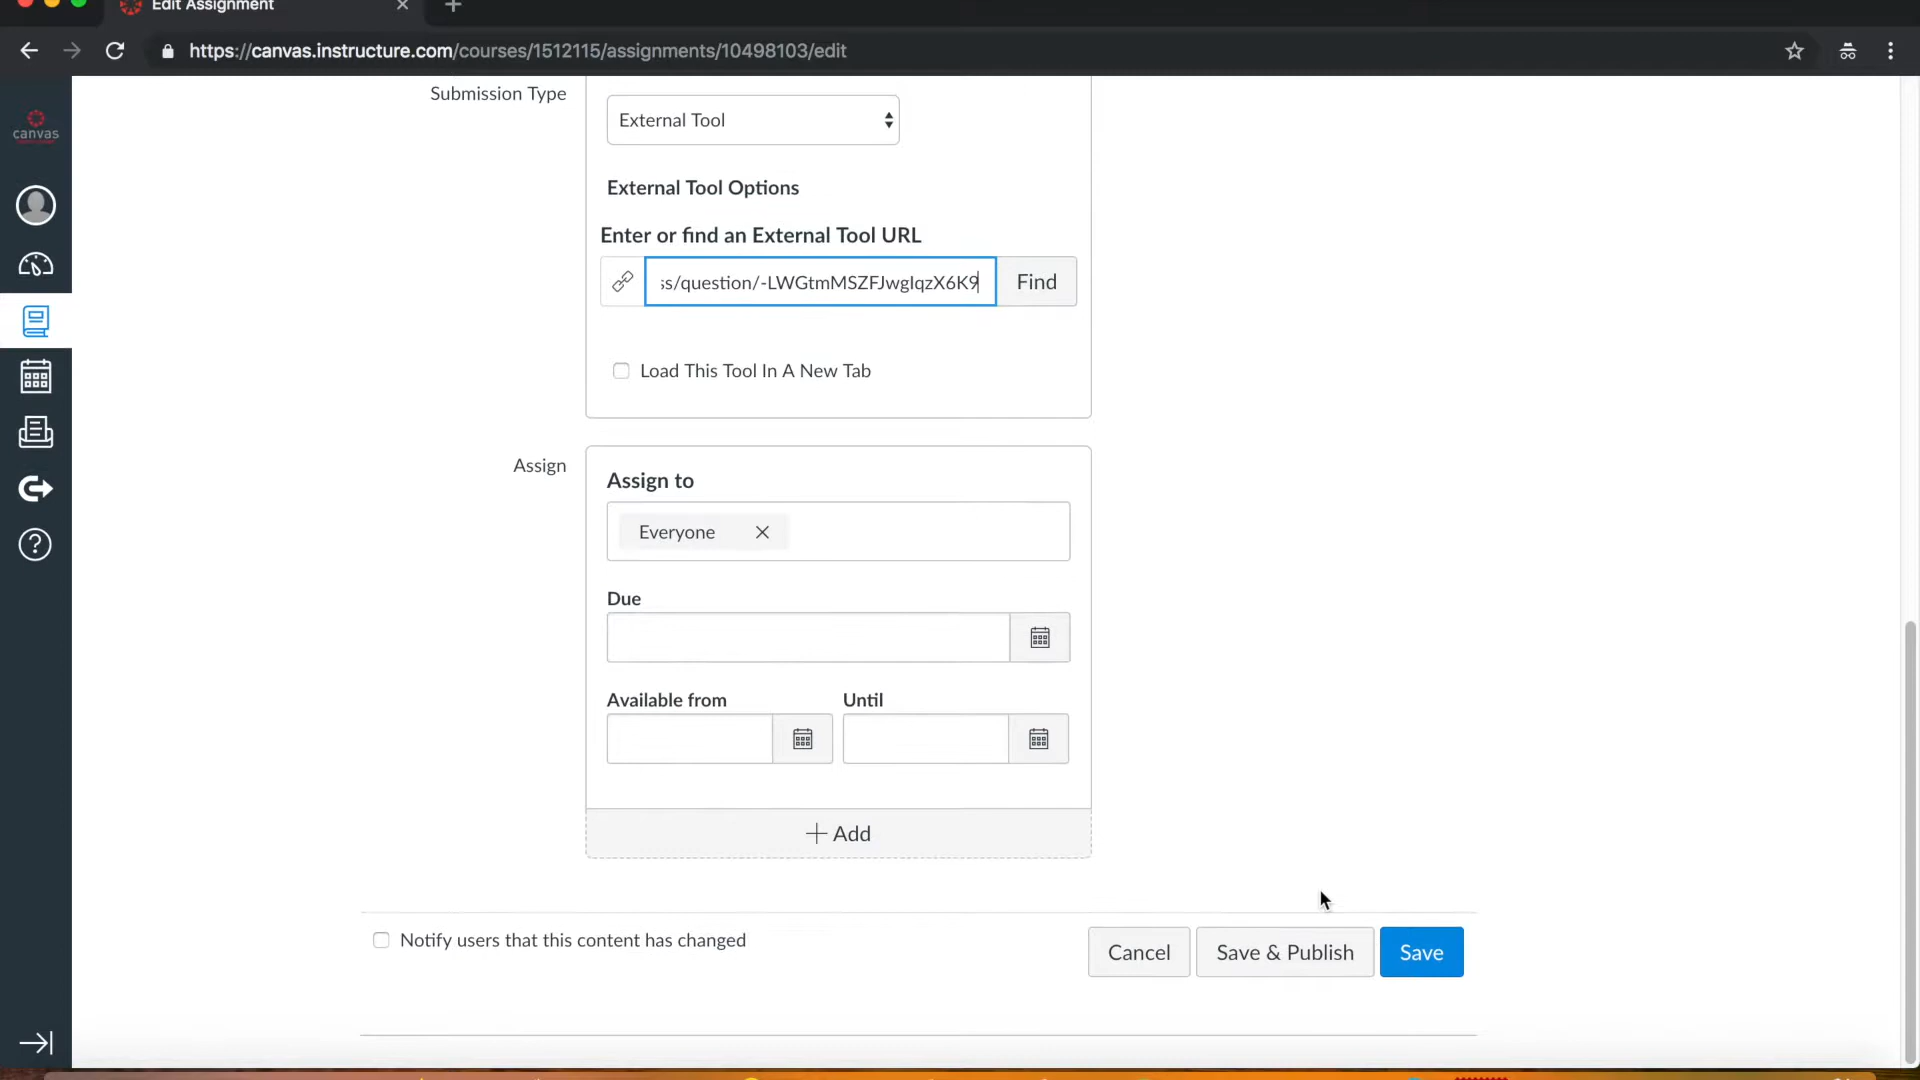 Edit Assignment
https://canvas.instructure.com/courses/1512115/assignments/10498103/edit
canvas
Submission Type
External Tool
External Tool Options
Enter or find an External Tool URL
ss/question/-LWGtmMSZFJwgIqzX6K9
Find
Load This Tool In A New Tab
Assign
Assign to
Everyone
Due
Available from
Until
Add
Notify users that this content has changed
Cancel
Save & Publish
Save